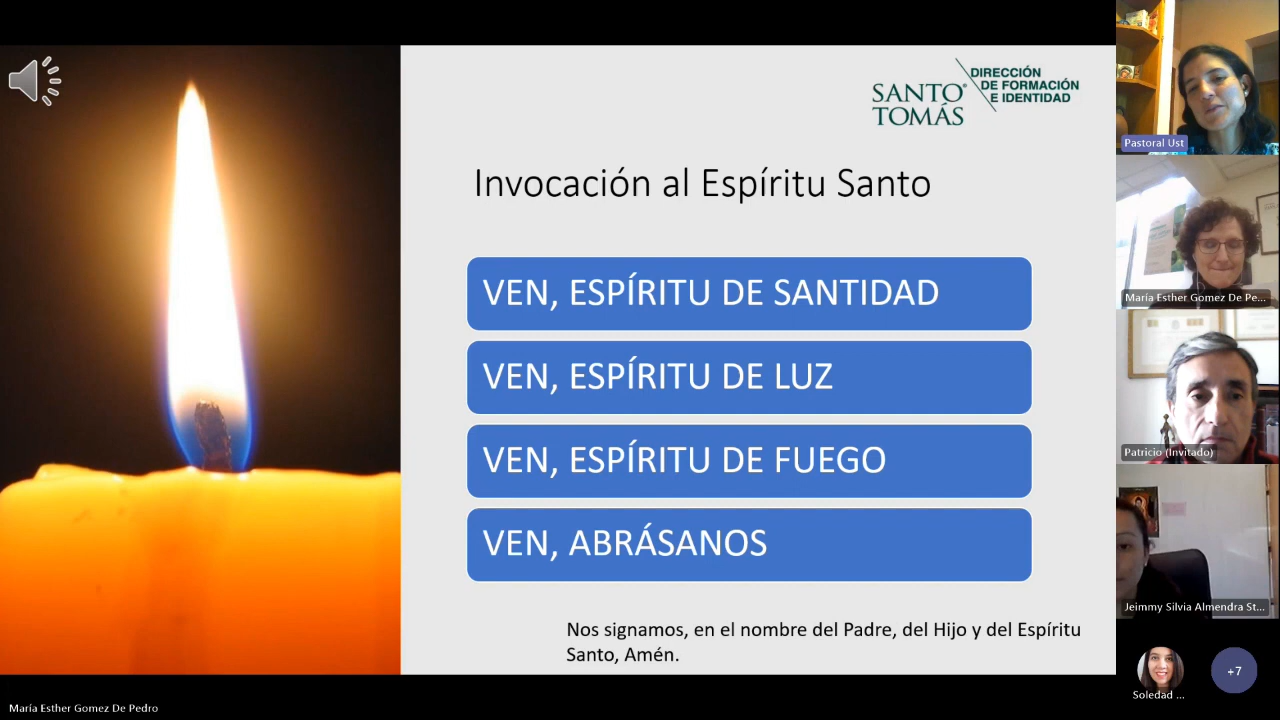 SANTO
TOMÁS
DIRECCIÓN
DE FORMACIÓN
E IDENTIDAD
Invocación al Espíritu Santo
VEN, ESPÍRITU DE SANTIDAD
VEN, ESPÍRITU DE LUZ
VEN, ESPÍRITU DE FUEGO
VEN, ABRÁSANOS
Nos signamos, en el nombre del Padre, del Hijo y del Espíritu
Santo, Amén.
Pastoral Ust
María Esther Gomez De Pe...
Patricio (Invitado)
Jeimmy Silvia Almendra St...
Soledad ...
+7
María Esther Gomez De Pedro